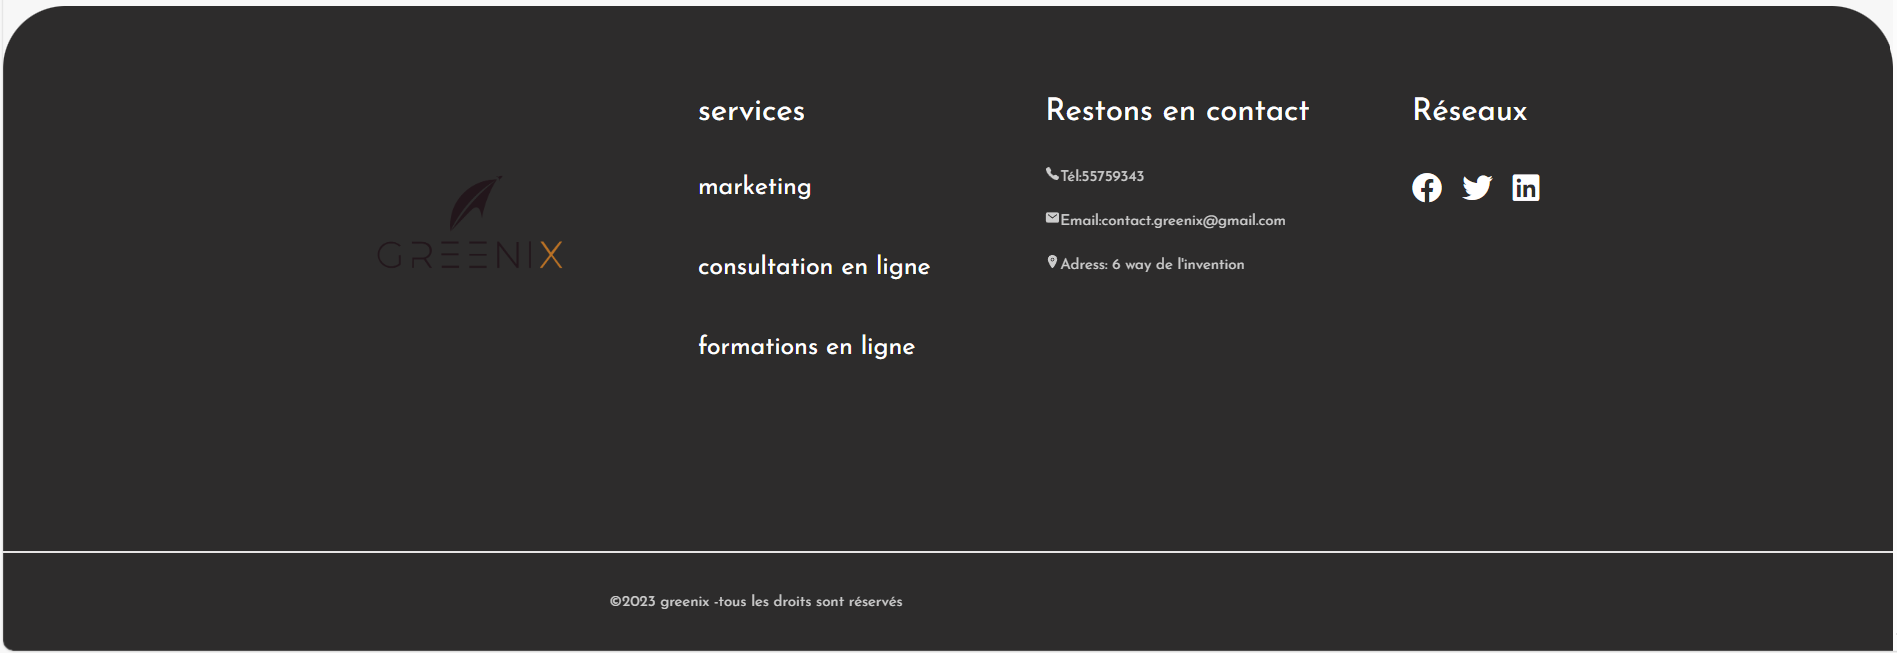 GREENIX
services
marketing
consultation en ligne
formations en ligne
Restons en contact
Tél:55759343
Email:contact.greenix@gmail.com
Adress: 6 way de l'invention
Réseaux
©2023 greenix -tous les droits sont réservés